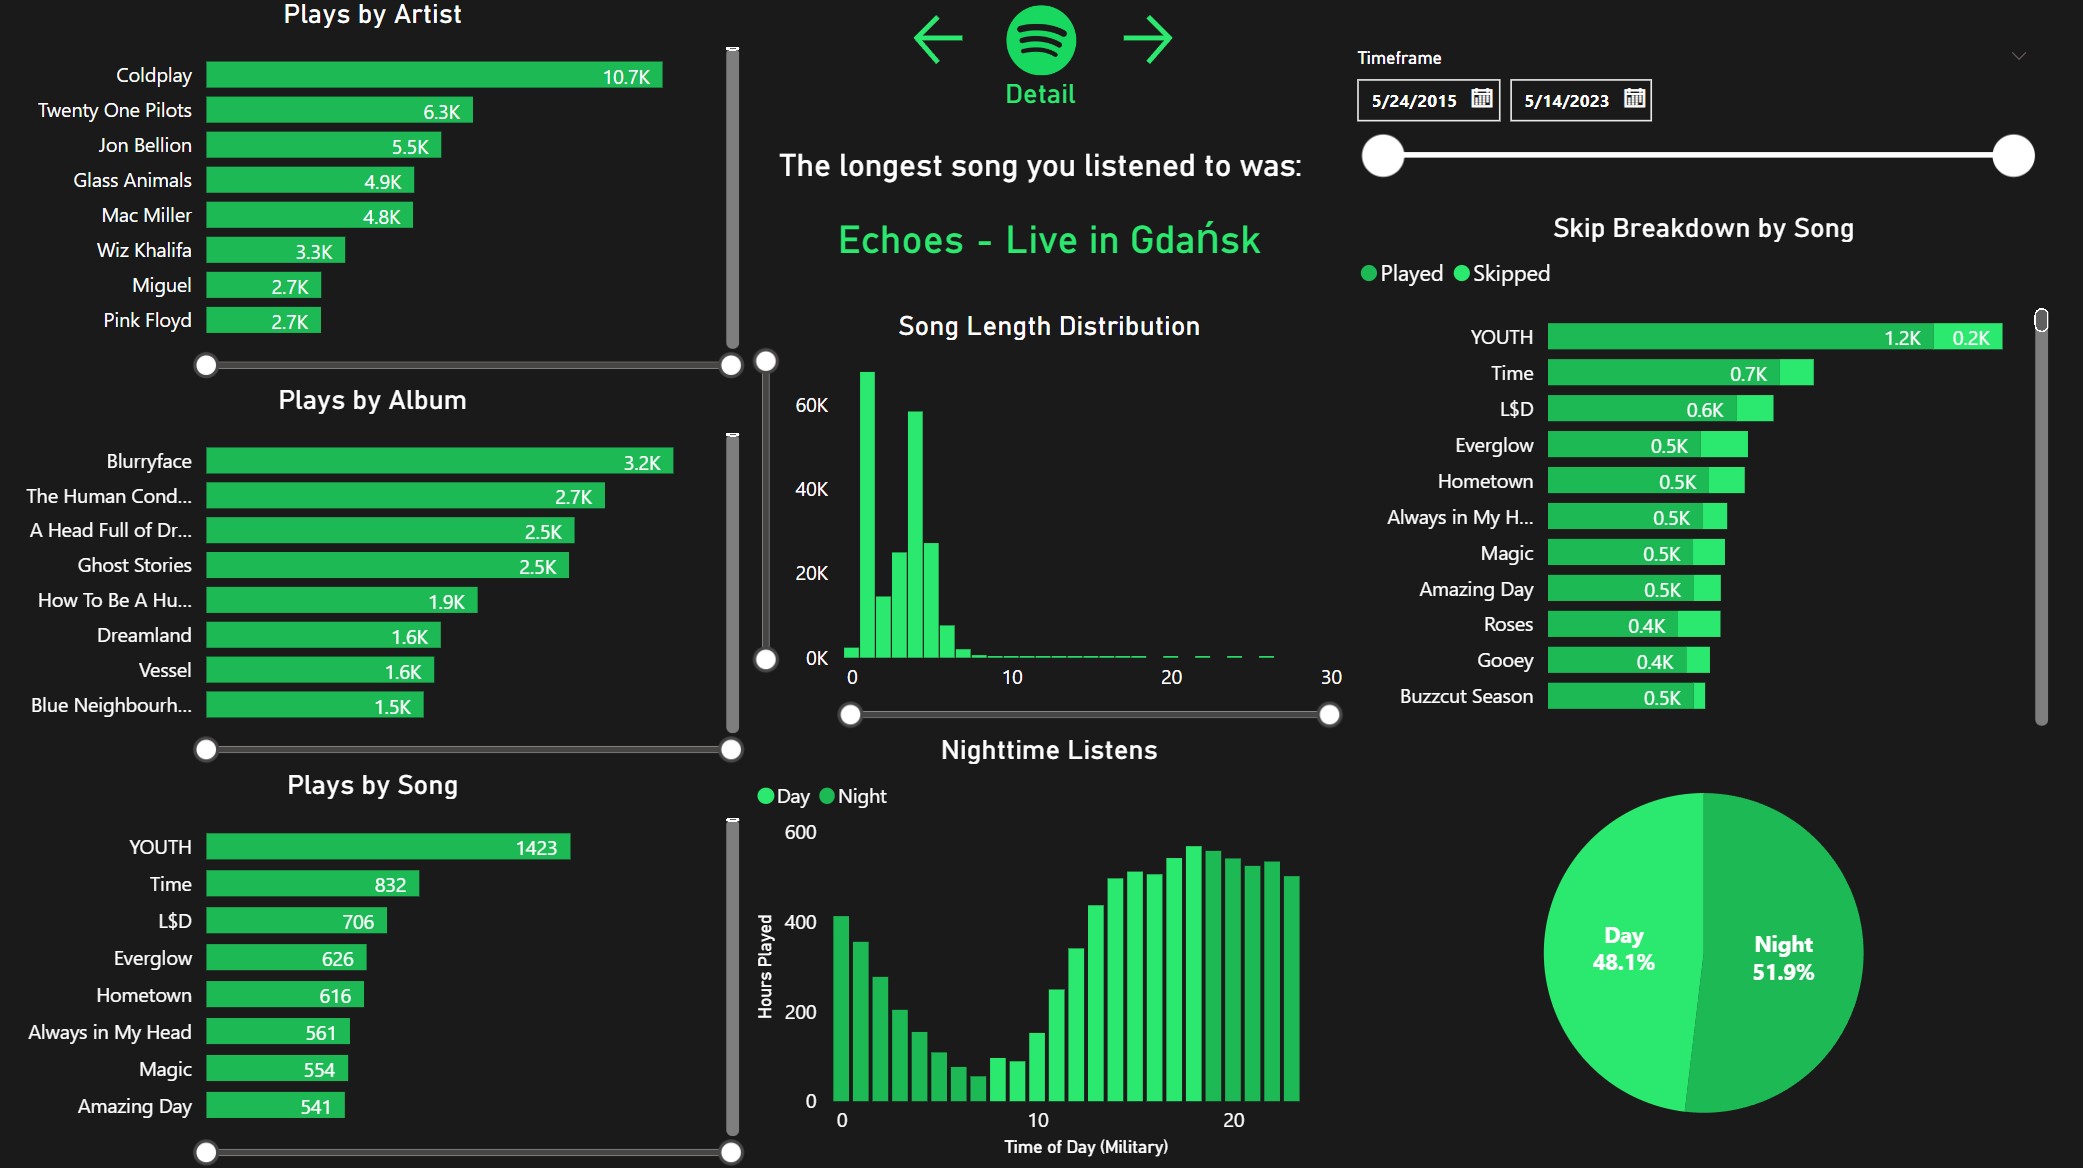 Plays by Artist
Coldplay 10.7K
Twenty One Pilots 6.3K
Jon Bellion 5.5K
Glass Animals 4.9K
Mac Miller 4.8K
Wiz Khalifa 3.3K
Miguel 2.7K
Pink Floyd 2.7K
Plays by Album
Blurryface 3.2K
The Human Cond... 2.7K
A Head Full of Dr... 2.5K
Ghost Stories 2.5K
How To Be A Hu... 1.9K
Dreamland 1.6K
Vessel 1.6K
Blue Neighbourh... 1.5K
Plays by Song
YOUTH 1423
Time 832
L$D 706
Everglow 626
Hometown 616
Always in My Head 561
Magic 554
Amazing Day 541
Detail
The longest song you listened to was:
Echoes - Live in Gdańsk
Song Length Distribution
60K
40K
20K
0K
0 10 20 30
Nighttime Listens
Day Night
Hours Played
600
400
200
0
0 10 20
Time of Day (Military)
Timeframe
5/24/2015 5/14/2023
Skip Breakdown by Song
Played Skipped
YOUTH 1.2K 0.2K
Time 0.7K
L$D 0.6K
Everglow 0.5K
Hometown 0.5K
Always in My H... 0.5K
Magic 0.5K
Amazing Day 0.5K
Roses 0.4K
Gooey 0.4K
Buzzcut Season 0.5K
Day
48.1%
Night
51.9%